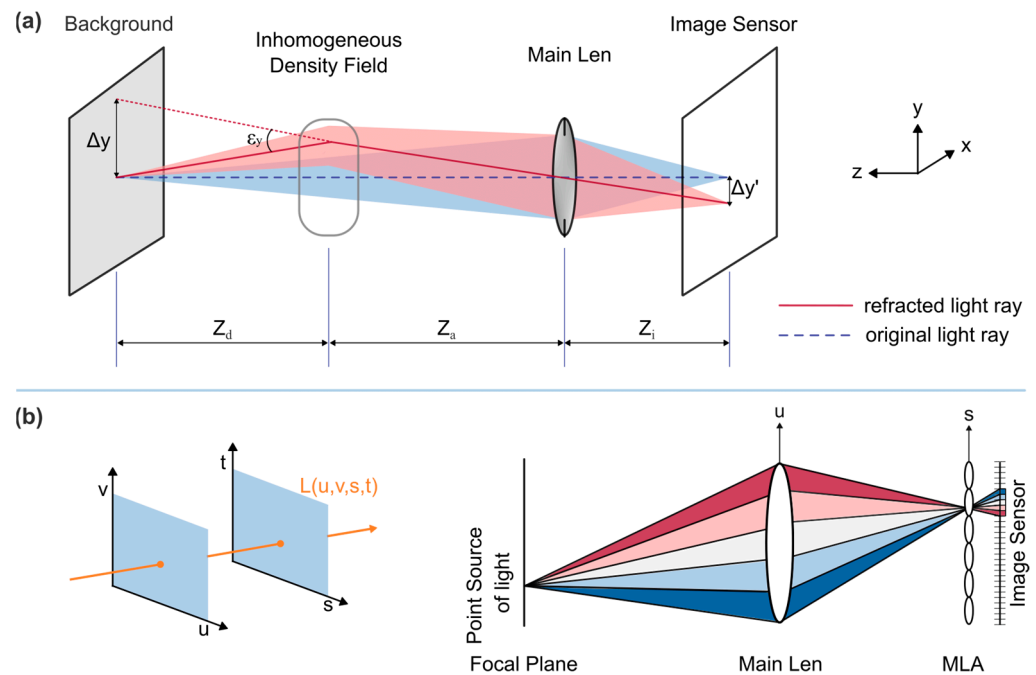 (a)
Background
Inhomogeneous
Density Field
Main Len
Image Sensor
Δy
εy
Δy'
y
x
z
Zd
Za
Zi
refracted light ray
original light ray
(b)
v
u
t
s
L(u,v,s,t)
Point Source
of light
Focal Plane
u
Main Len
s
MLA
Image Sensor